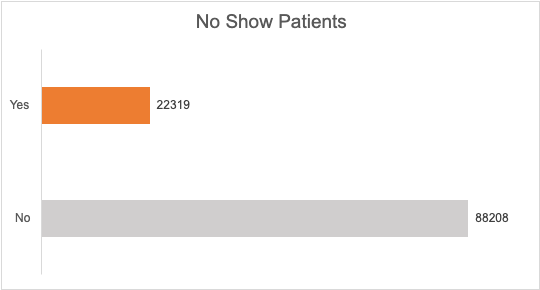 No Show Patients
Yes
22319
No
88208